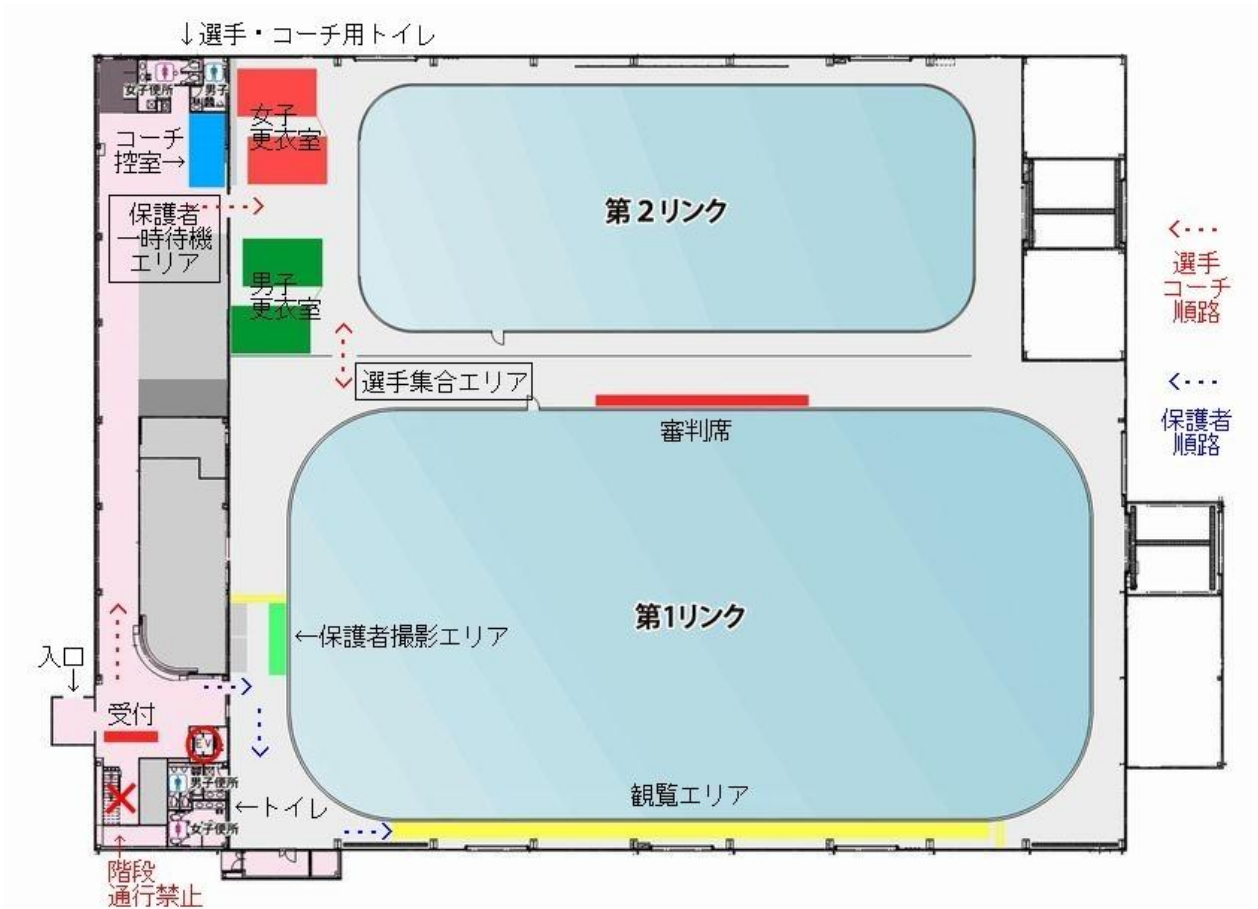 ↓選手・コーチ用トイレ
女子便所
男子
コーチ
控室→
女子
更衣室
保護者
一時待機
エリア
第2リンク
男子
更衣室
選手集合エリア
審判席
←・・・
選手
コーチ
順路
←・・・
保護者
順路
第1リンク
←保護者撮影エリア
入口
↓
受付
EV
男子便所
←トイレ
女子便所
観覧エリア
↑
階段
通行禁止